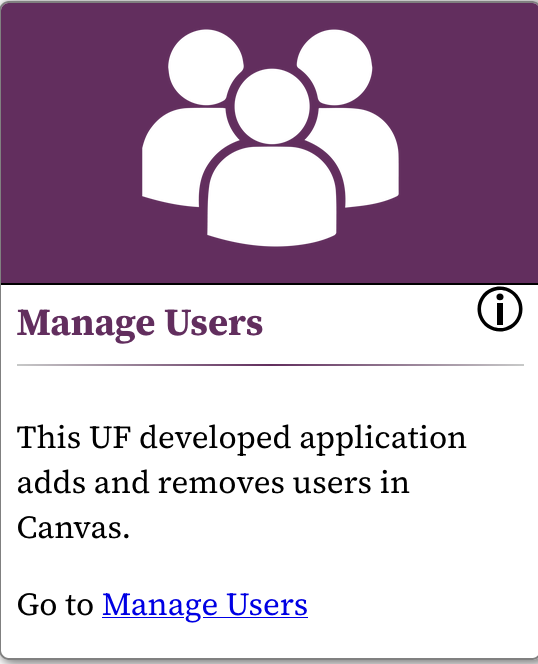 Manage Users
This UF developed application
adds and removes users in
Canvas.
Go to Manage Users